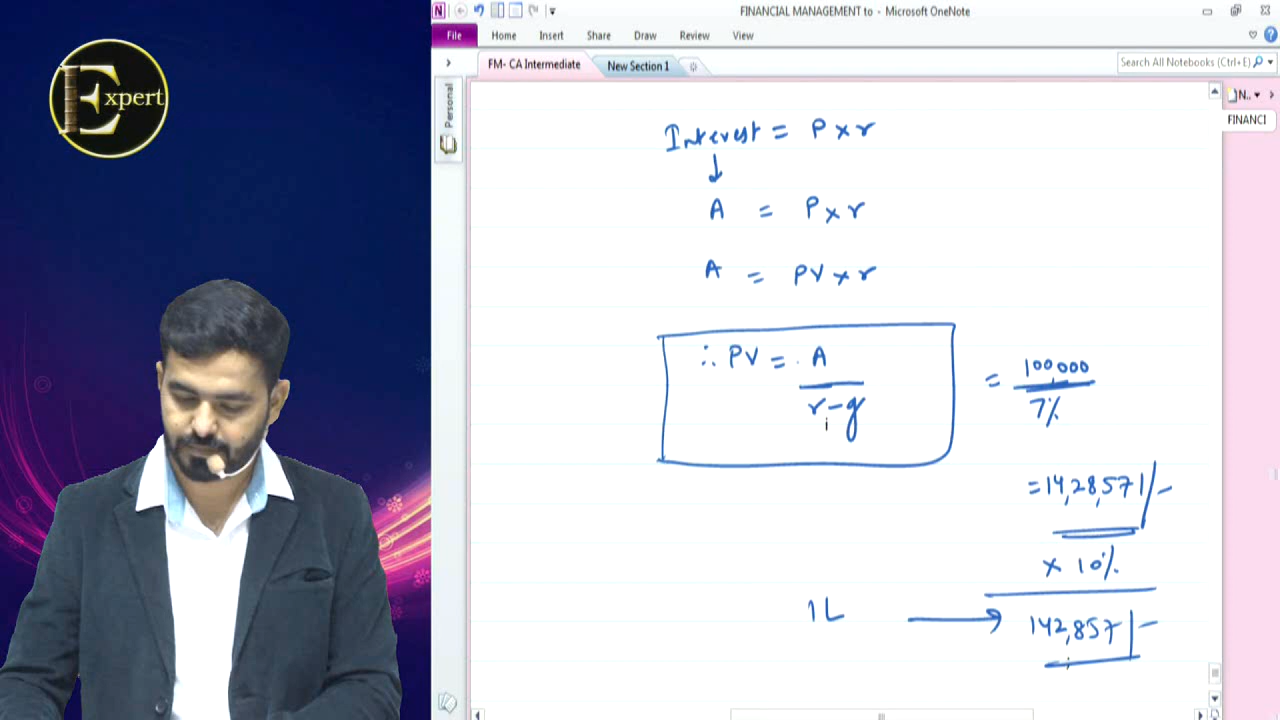 Expert
FINANCIAL MANAGEMENT to - Microsoft OneNote
File Home Insert Share Draw Review View
FM- CA Intermediate New Section 1
Search All Notebooks (Ctrl+E)
N..
FINANCI
Personal
Interest = P x r
↓
A = P x r
A = PV x r
∴ PV = A
r - g
= 100000
7%
= 14,28,571/-
x 10%
1L → 142,857/-